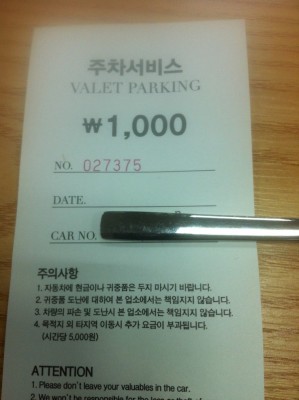 주차서비스
VALET PARKING
₩1,000
NO. 027375
DATE.
CAR NO.
주의사항
1. 자동차에 현금이나 귀중품은 두지 마시기 바랍니다.
2. 귀중품 도난에 대하여 본 업소에서는 책임지지 않습니다.
3. 차량의 파손 및 도난시 본 업소에서는 책임지지 않습니다.
4. 목적지 외 타지역 이동시 추가 요금이 부과됩니다.
(시간당 5,000원)
ATTENTION
1. Please don't leave your valuables in the car.
2. We won't be responsible for the loss or theft of